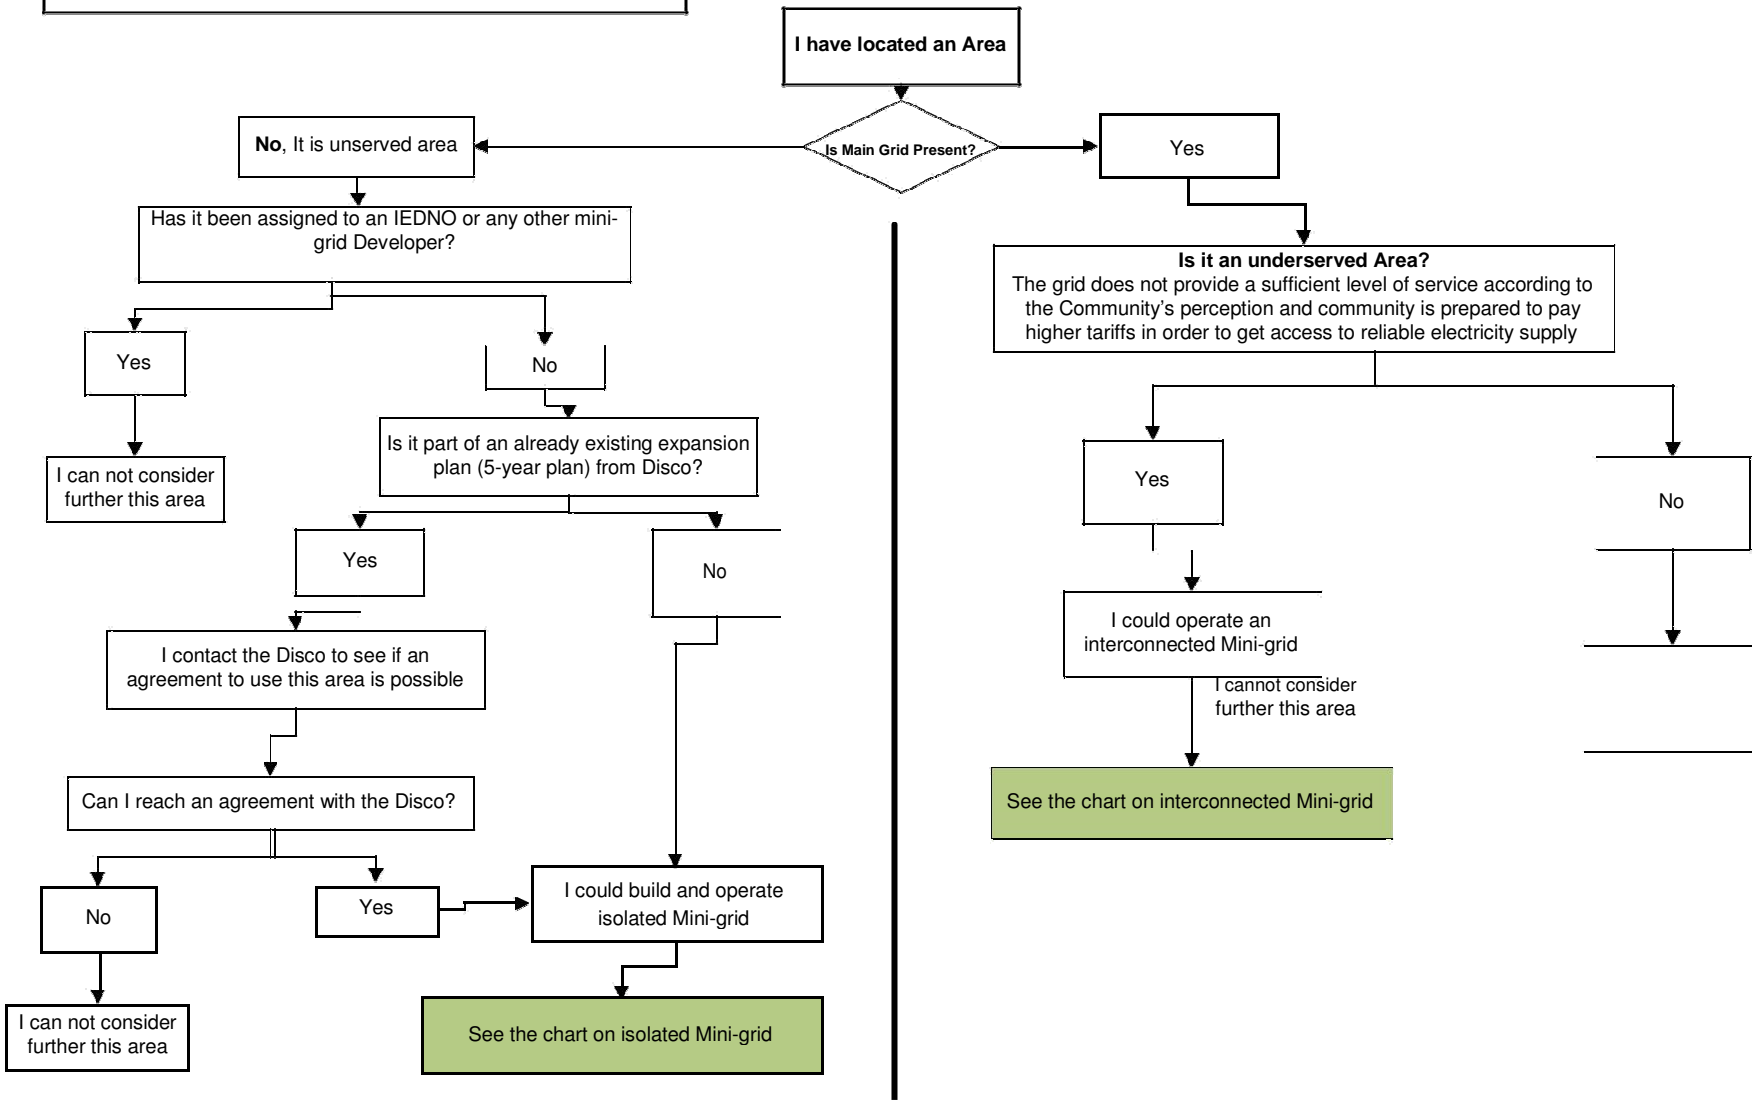 I have located an Area
Is Main Grid Present?
No, It is unserved area
Yes
Has it been assigned to an IEDNO or any other mini-
grid Developer?
Is it an underserved Area?
The grid does not provide a sufficient level of service according to
the Community's perception and community is prepared to pay
higher tariffs in order to get access to reliable electricity supply
Yes
No
I can not consider
further this area
Is it part of an already existing expansion
plan (5-year plan) from Disco?
Yes
No
Yes
No
I contact the Disco to see if an
agreement to use this area is possible
I could operate an
interconnected Mini-grid
I cannot consider
further this area
Can I reach an agreement with the Disco?
See the chart on interconnected Mini-grid
No
Yes
I could build and operate
isolated Mini-grid
I can not consider
further this area
See the chart on isolated Mini-grid